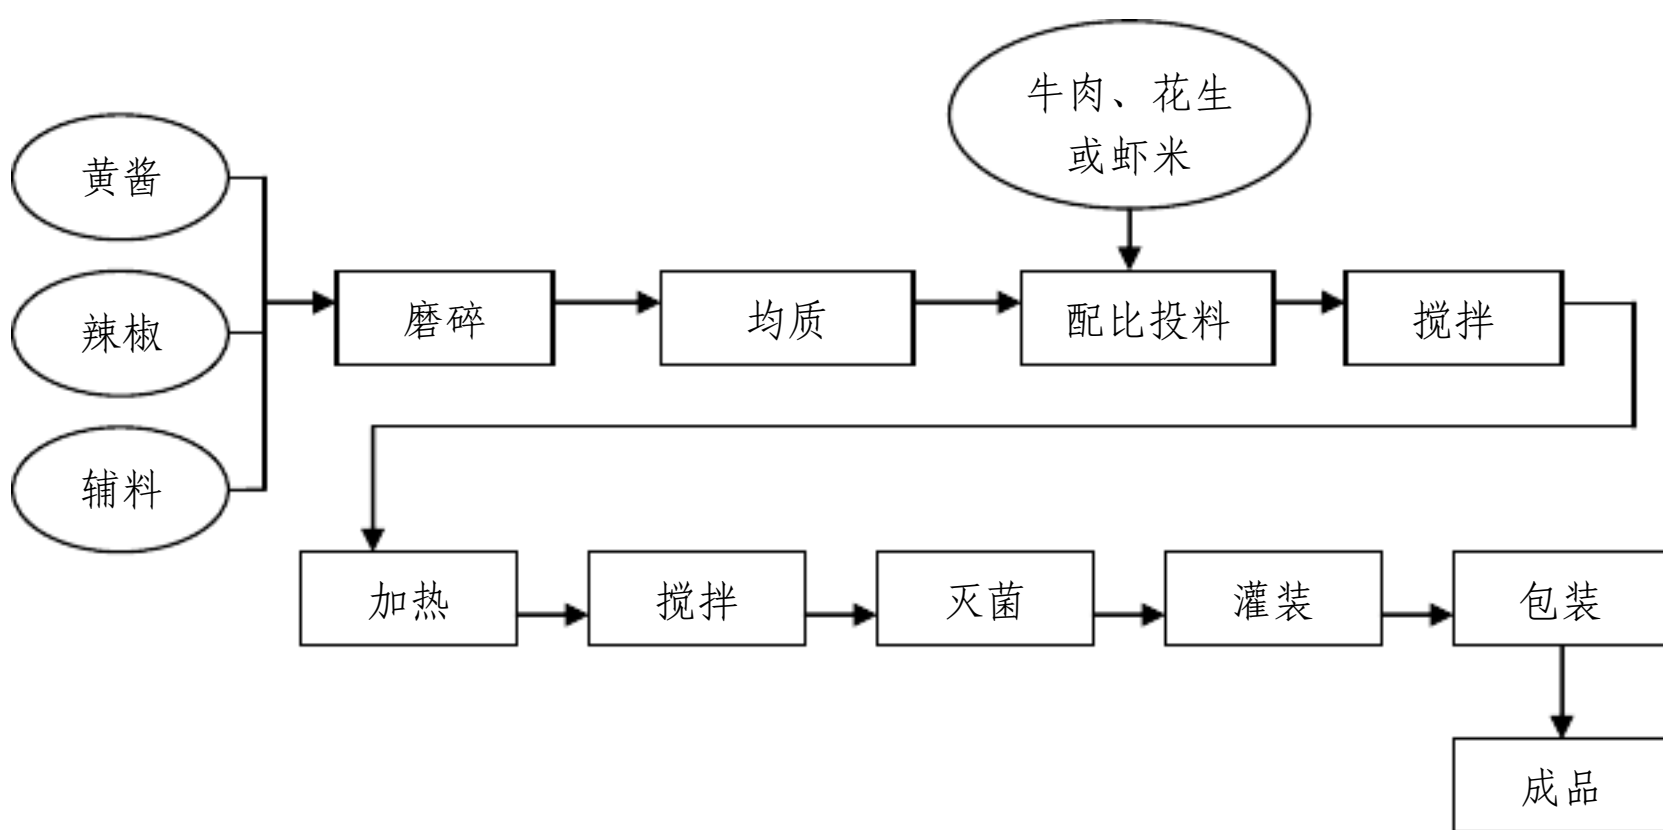 牛肉、花生
或虾米
黄酱
辣椒
辅料
磨碎
均质
配比投料
搅拌
加热
搅拌
灭菌
灌装
包装
成品